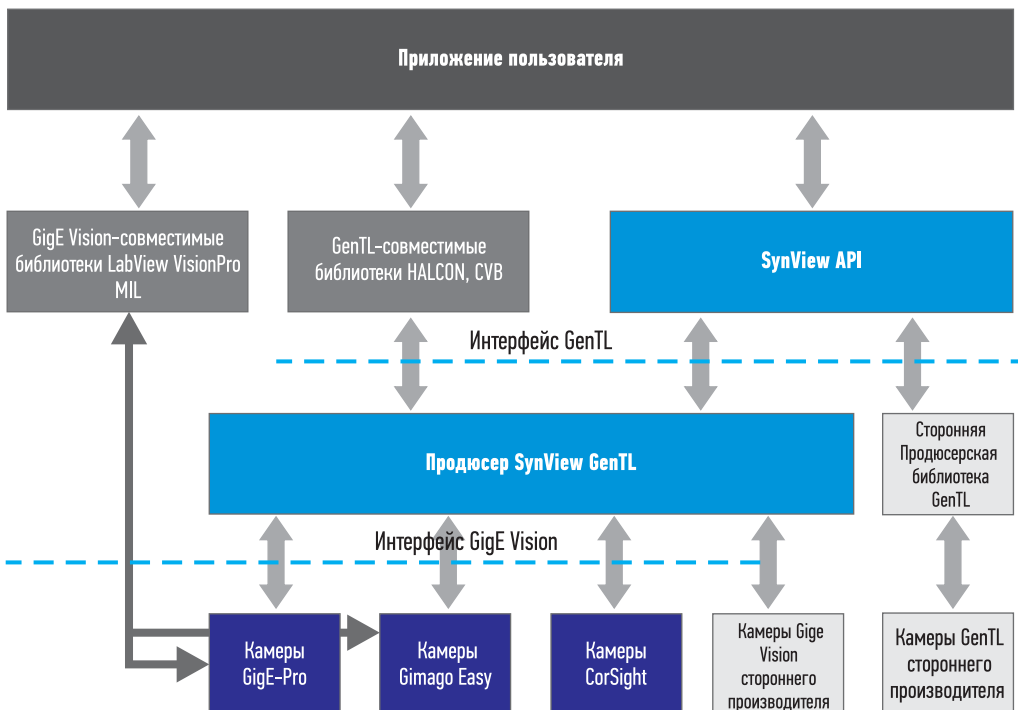 Приложение пользователя
GigE Vision-совместимые
библиотеки LabView VisionPro
MIL
GenTL-совместимые
библиотеки HALCON, CVB
SynView API
Интерфейс GenTL
Продюсер SynView GenTL
Сторонняя
Продюсерская
библиотека
GenTL
Интерфейс GigE Vision
Камеры
GigE-Pro
Камеры
Gimago Easy
Камеры
CorSight
Камеры Gige
Vision
стороннего
производителя
Камеры GenTL
стороннего
производителя